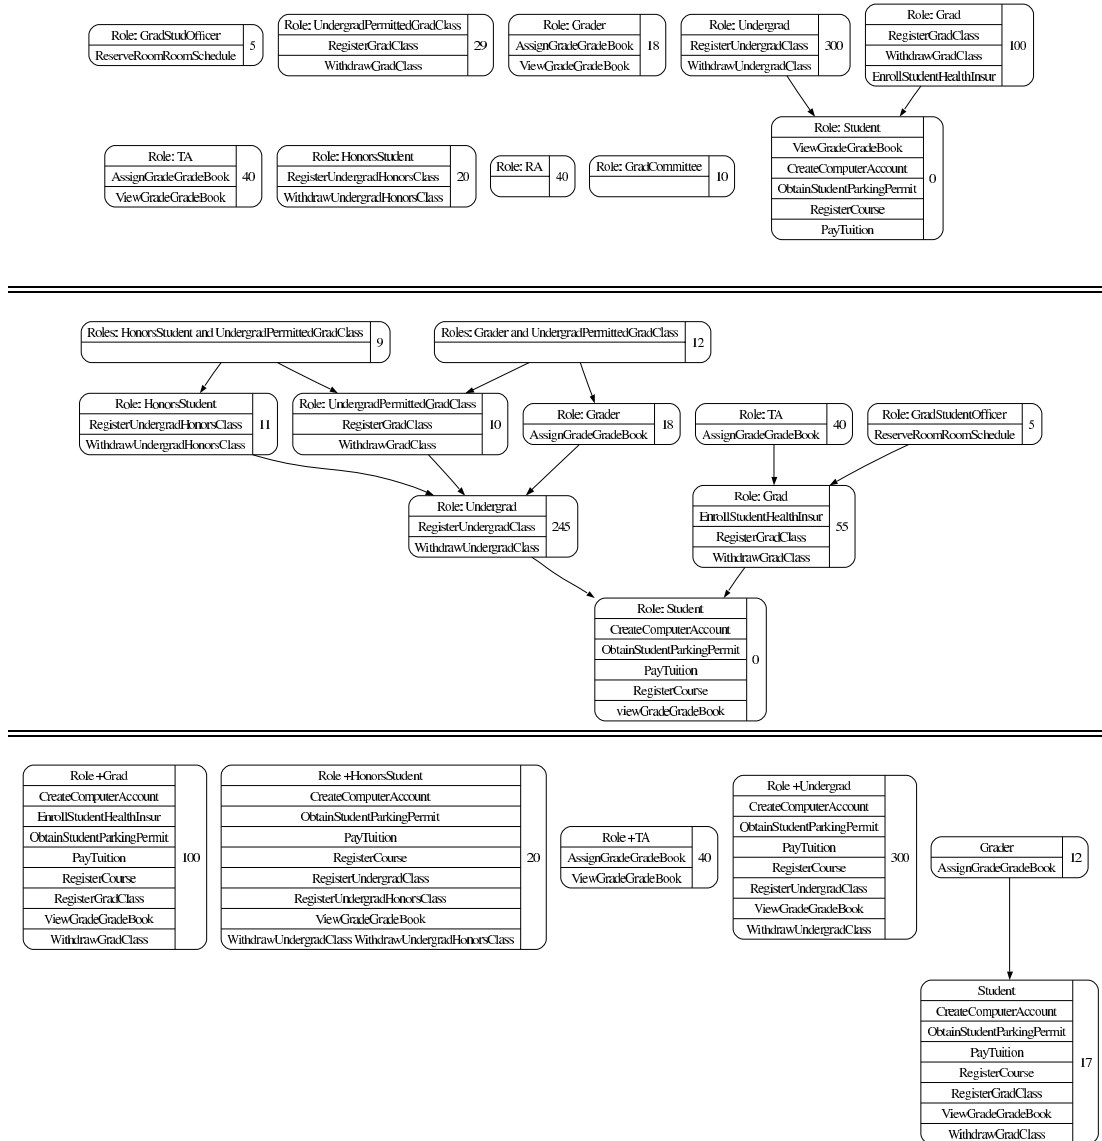 Role: GradStudOfficer
ReserveRoomRoomSchedule
5
Role: UndergradPermittedGradClass
RegisterGradClass
WithdrawGradClass
29
Role: Grader
AssignGradeGradeBook
ViewGradeGradeBook
18
Role: Undergrad
RegisterUndergradClass
WithdrawUndergradClass
300
Role: Grad
RegisterGradClass
WithdrawGradClass
EnrollStudentHealthInsur
100
Role: TA
AssignGradeGradeBook
ViewGradeGradeBook
40
Role: HonorsStudent
RegisterUndergradHonorsClass
WithdrawUndergradHonorsClass
20
Role: RA
40
Role: GradCommittee
10
Role: Student
ViewGradeGradeBook
CreateComputerAccount
ObtainStudentParkingPermit
RegisterCourse
PayTuition
0
Roles: HonorsStudent and UndergradPermittedGradClass
9
Roles: Grader and UndergradPermittedGradClass
12
Role: HonorsStudent
RegisterUndergradHonorsClass
WithdrawUndergradHonorsClass
11
Role: UndergradPermittedGradClass
RegisterGradClass
WithdrawGradClass
10
Role: Grader
AssignGradeGradeBook
18
Role: TA
AssignGradeGradeBook
40
Role: GradStudentOfficer
ReserveRoomRoomSchedule
5
Role: Undergrad
RegisterUndergradClass
WithdrawUndergradClass
245
Role: Grad
EnrollStudentHealthInsur
RegisterGradClass
WithdrawGradClass
55
Role: Student
CreateComputerAccount
ObtainStudentParkingPermit
PayTuition
RegisterCourse
viewGradeGradeBook
0
Role +Grad
CreateComputerAccount
EnrollStudentHealthInsur
ObtainStudentParkingPermit
PayTuition
RegisterCourse
RegisterGradClass
ViewGradeGradeBook
WithdrawGradClass
100
Role +HonorsStudent
CreateComputerAccount
ObtainStudentParkingPermit
PayTuition
RegisterCourse
RegisterUndergradClass
RegisterUndergradHonorsClass
ViewGradeGradeBook
WithdrawUndergradClass WithdrawUndergradHonorsClass
20
Role +TA
AssignGradeGradeBook
ViewGradeGradeBook
40
Role +Undergrad
CreateComputerAccount
ObtainStudentParkingPermit
PayTuition
RegisterCourse
RegisterUndergradClass
ViewGradeGradeBook
WithdrawUndergradClass
300
Grader
AssignGradeGradeBook
12
Student
CreateComputerAccount
ObtainStudentParkingPermit
PayTuition
RegisterCourse
RegisterGradClass
ViewGradeGradeBook
WithdrawGradClass
17